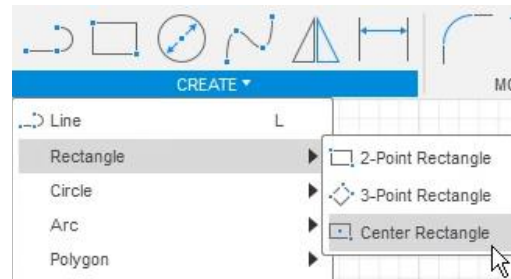 CREATE ▾
MO
Line L
Rectangle
2-Point Rectangle
Circle
3-Point Rectangle
Arc
Center Rectangle
Polygon